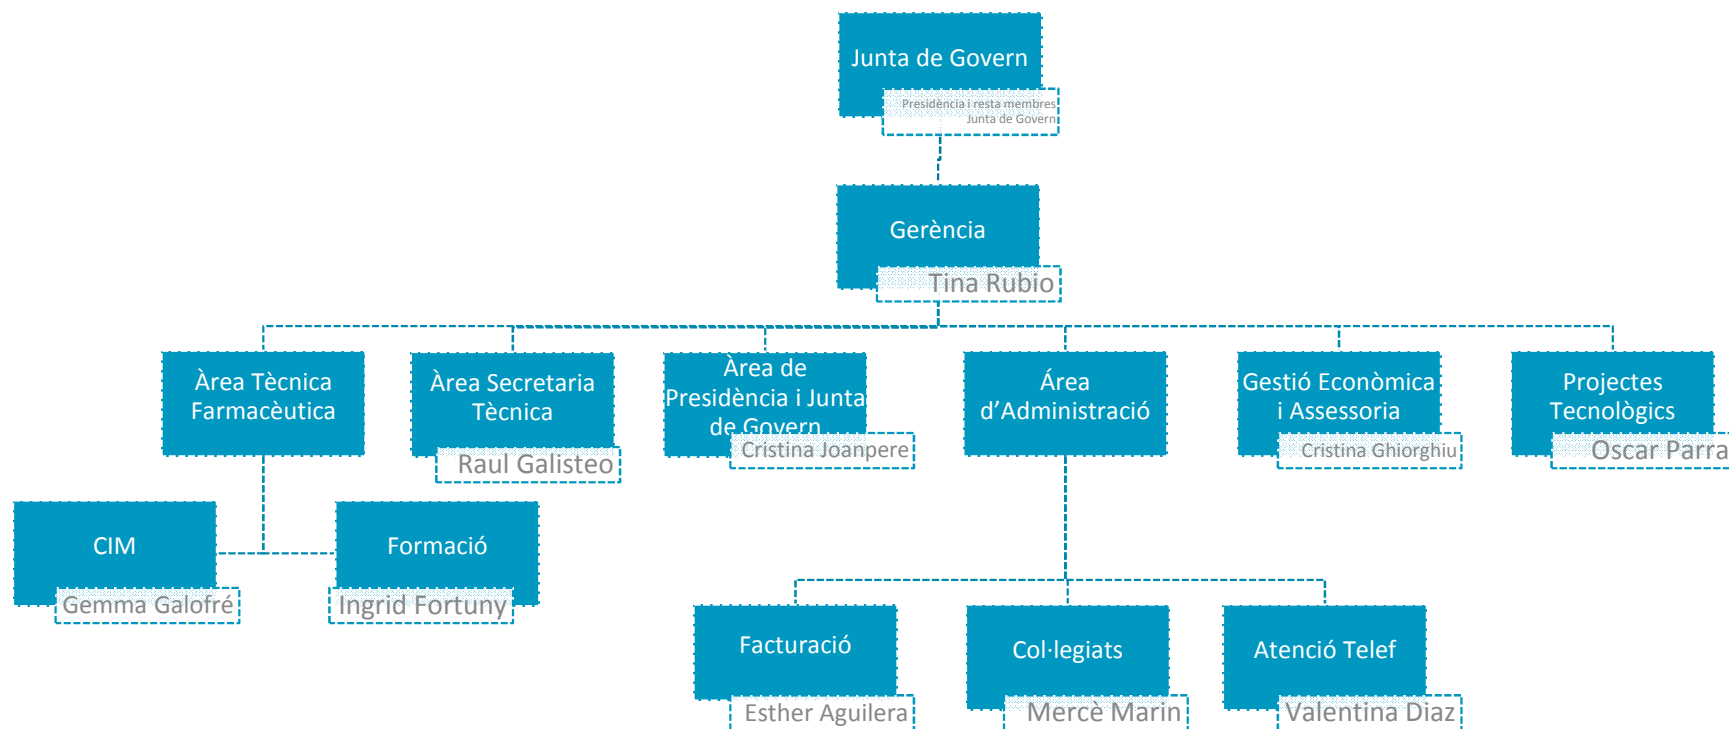 Junta de Govern
Presidència i resta membres
Junta de Govern
Gerència
Tina Rubio
Àrea Tècnica
Farmacèutica
Àrea Secretaria
Tècnica
Raul Galisteo
Àrea de
Presidència i Junta
de Govern
Cristina Joanpere
Área
d’Administració
Gestió Econòmica
i Assessoria
Cristina Ghiorghiu
Projectes
Tecnològics
Oscar Parra
CIM
Gemma Galofré
Formació
Ingrid Fortuny
Facturació
Esther Aguilera
Col·legiats
Mercè Marin
Atenció Telef
Valentina Diaz